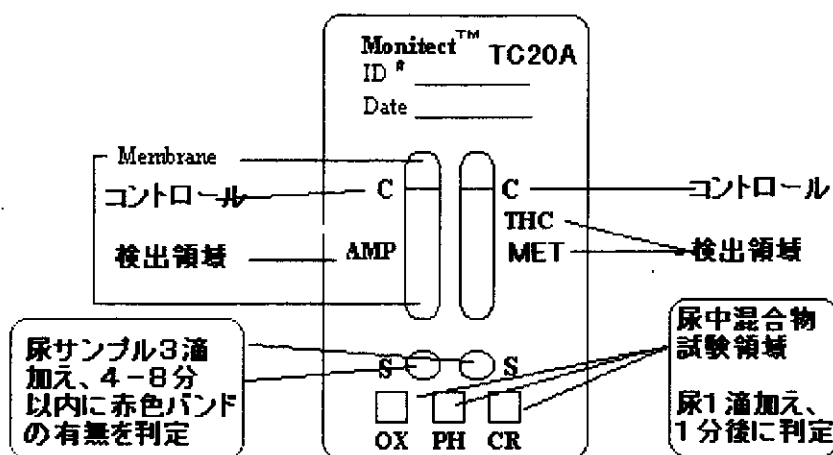 Monitect™ TC20A
ID #
Date
Membrane
コントロール
C
C
コントロール
THC
検出領域
AMP
MET
検出領域
尿サンプル3滴
加え、4-8分
以内に赤色バンド
の有無を判定
S
S
尿中混合物
試験領域
尿1滴加え、
1分後に判定
OX PH CR